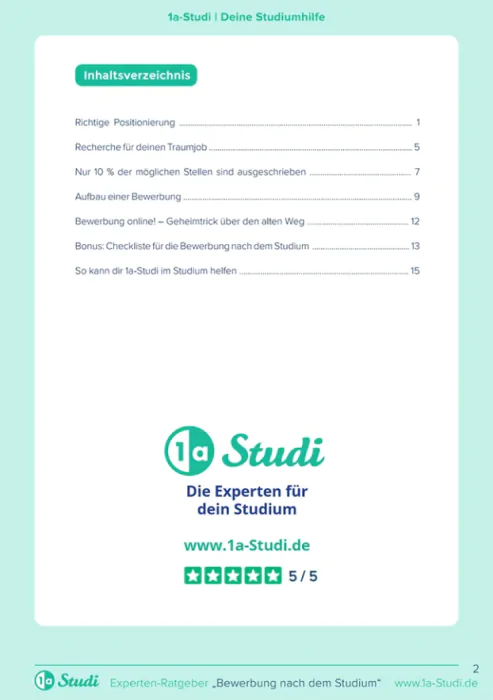 1a-Studi | Deine Studiumhilfe
Inhaltsverzeichnis
Richtige Positionierung ........ 1
Recherche für deinen Traumjob ........ 5
Nur 10 % der möglichen Stellen sind ausgeschrieben ........ 7
Aufbau einer Bewerbung ........ 9
Bewerbung online! – Geheimtrick über den alten Weg ........ 12
Bonus: Checkliste für die Bewerbung nach dem Studium ........ 13
So kann dir 1a-Studi im Studium helfen ........ 15
1a Studi
Die Experten für
dein Studium
www.1a-Studi.de
5 / 5
2
1a Studi Experten-Ratgeber „Bewerbung nach dem Studium“ www.1a-Studi.de